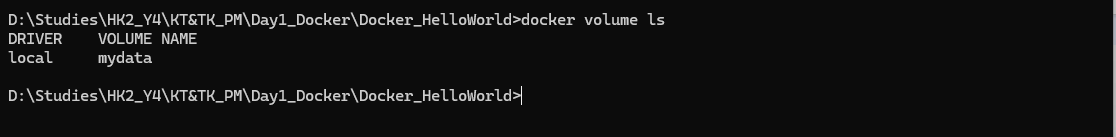 D:\Studies\HK2_Y4\KT&TK_PM\Day1_Docker\Docker_HelloWorld>docker volume ls
DRIVER    VOLUME NAME
local     mydata
D:\Studies\HK2_Y4\KT&TK_PM\Day1_Docker\Docker_HelloWorld>